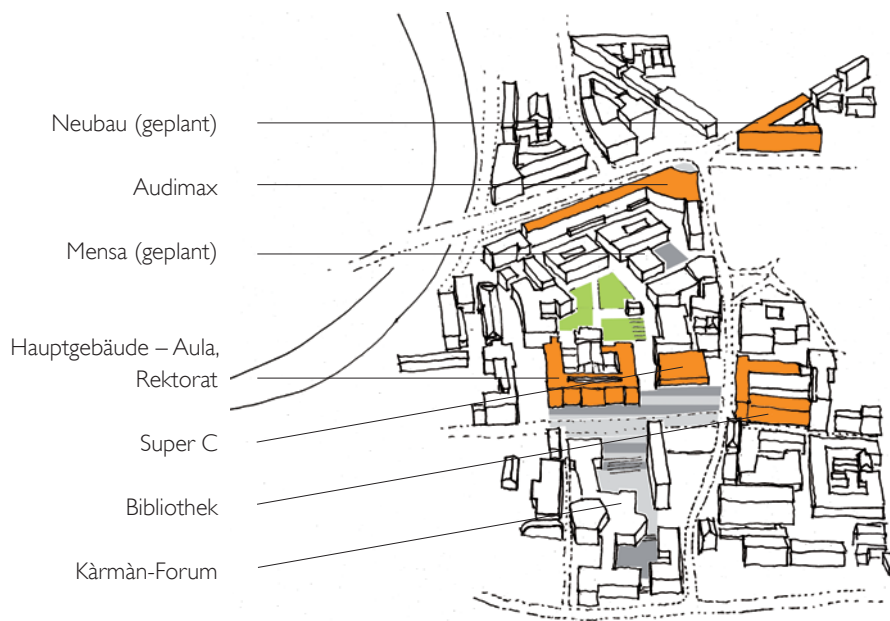 Neubau (geplant)
Audimax
Mensa (geplant)
Hauptgebäude – Aula,
Rektorat
Super C
Bibliothek
Kàrmàn-Forum